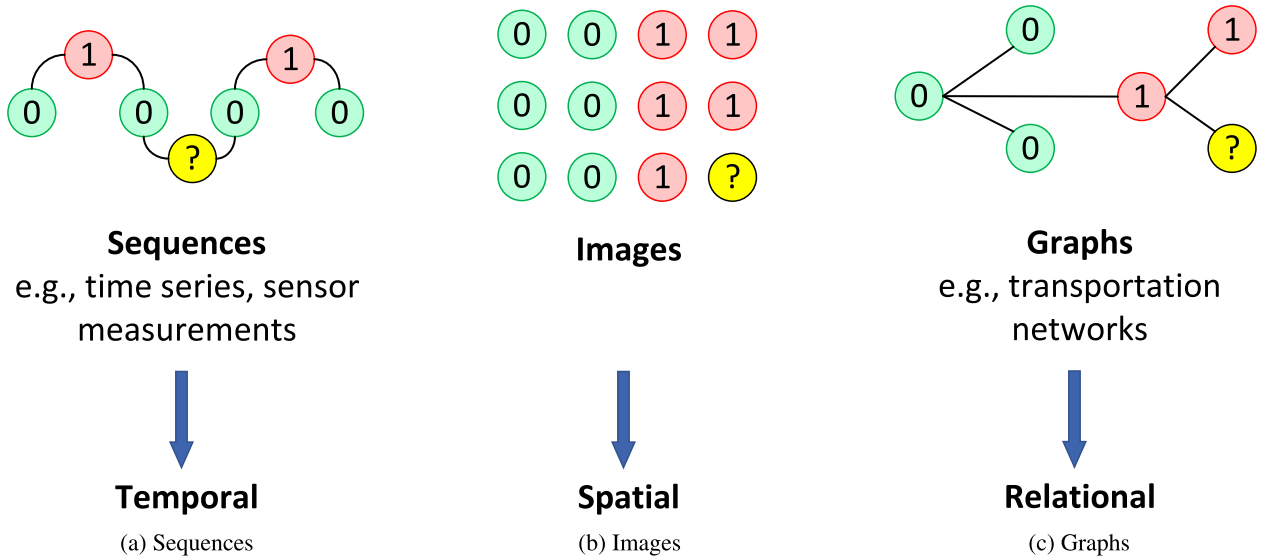 1 1
0 0 0 0
?
Sequences
e.g., time series, sensor
measurements
Temporal
(a) Sequences
0 0 1 1
0 0 1 1
0 0 1 ?
Images
Spatial
(b) Images
0 1
0 1
0 ?
Graphs
e.g., transportation
networks
Relational
(c) Graphs